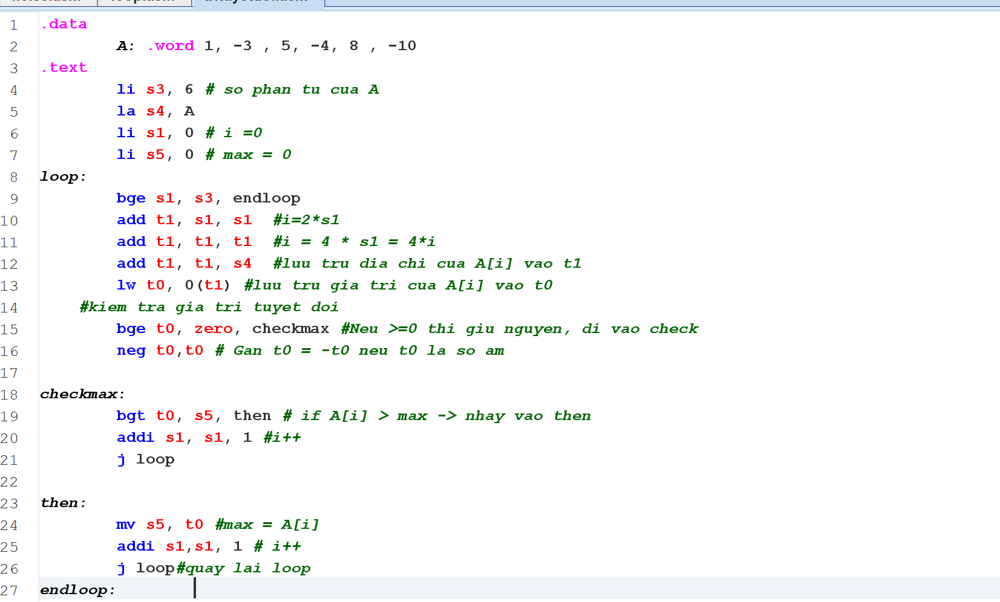 1 .data
2 A: .word 1, -3 , 5, -4, 8 , -10
3 .text
4 li s3, 6 # so phan tu cua A
5 la s4, A
6 li s1, 0 # i =0
7 li s5, 0 # max = 0
8 loop:
9 bge s1, s3, endloop
10 add t1, s1, s1 #i=2*s1
11 add t1, t1, t1 #i = 4 * s1 = 4*i
12 add t1, t1, s4 #luu tru dia chi cua A[i] vao t1
13 lw t0, 0(t1) #luu tru gia tri cua A[i] vao t0
14 #kiem tra gia tri tuyet doi
15 bge t0, zero, checkmax #Neu >=0 thi giu nguyen, di vao check
16 neg t0,t0 # Gan t0 = -t0 neu t0 la so am
17
18 checkmax:
19 bgt t0, s5, then # if A[i] > max -> nhay vao then
20 addi s1, s1, 1 #i++
21 j loop
22
23 then:
24 mv s5, t0 #max = A[i]
25 addi s1,s1, 1 # i++
26 j loop#quay lai loop
27 endloop: